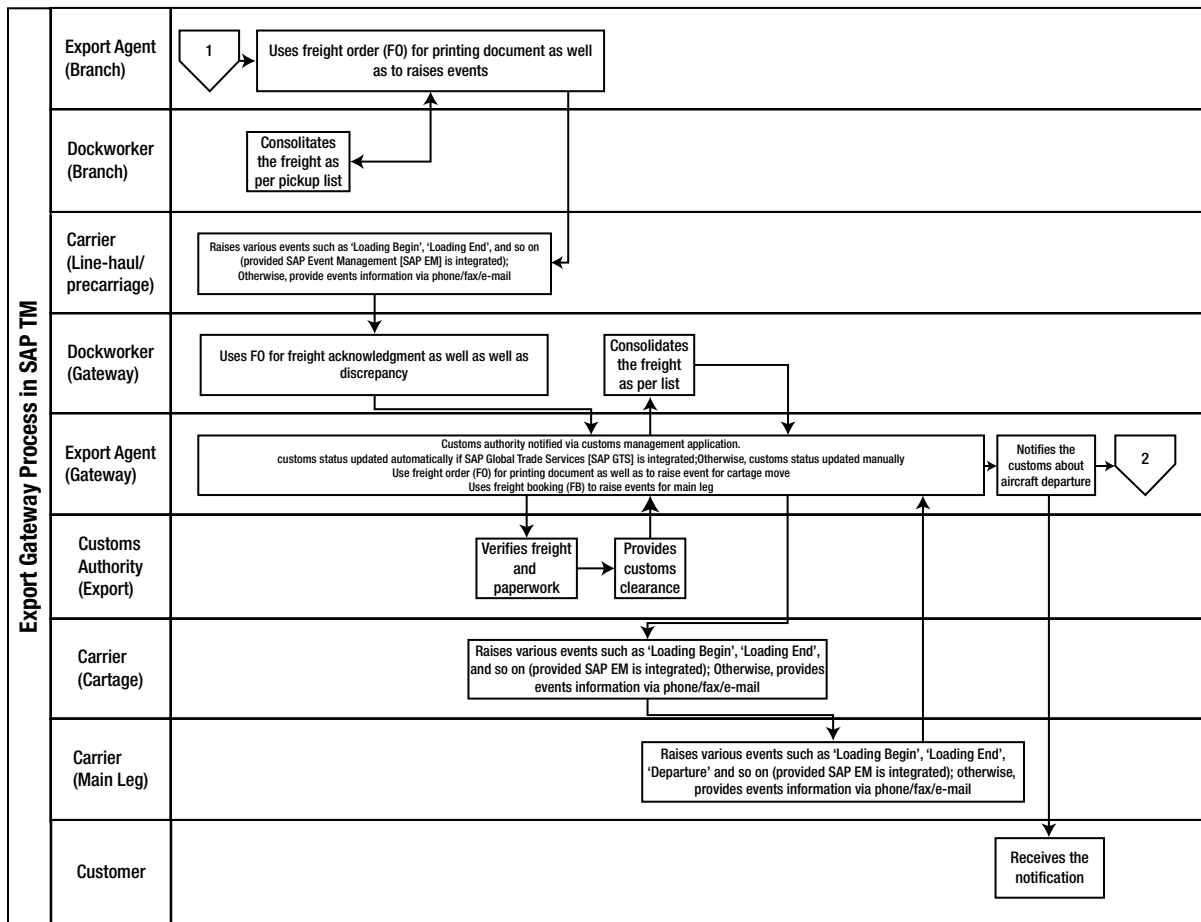 Export Gateway Process in SAP TM
Export Agent
(Branch)
1
Uses freight order (FO) for printing document as well
as to raises events
Dockworker
(Branch)
Consolitates
the freight as
per pickup list
Carrier
(Line-haul/
precarriage)
Raises various events such as ‘Loading Begin’, ‘Loading End’, and so on
(provided SAP Event Management [SAP EM] is integrated);
Otherwise, provide events information via phone/fax/e-mail
Dockworker
(Gateway)
Uses FO for freight acknowledgment as well as well as
discrepancy
Consolidates
the freight
as per list
Export Agent
(Gateway)
Customs authority notified via customs management application.
customs status updated automatically if SAP Global Trade Services [SAP GTS] is integrated;Otherwise, customs status updated manually
Use freight order (FO) for printing document as well as to raise event for cartage move
Uses freight booking (FB) to raise events for main leg
Notifies the
customs about
aircraft departure
2
Customs
Authority
(Export)
Verifies freight
and
paperwork
Provides
customs
clearance
Carrier
(Cartage)
Raises various events such as ‘Loading Begin’, ‘Loading End’,
and so on (provided SAP EM is integrated); Otherwise, provides
events information via phone/fax/e-mail
Carrier
(Main Leg)
Raises various events such as ‘Loading Begin’, ‘Loading End’,
‘Departure’ and so on (provided SAP EM is integrated); otherwise,
provides events information via phone/fax/e-mail
Customer
Receives the
notification